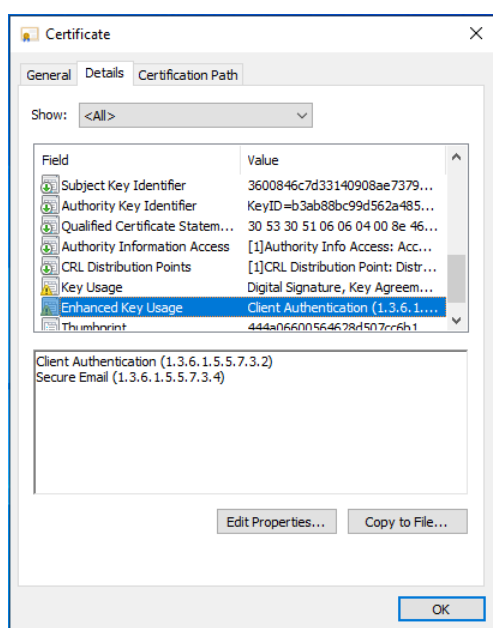 Certificate
General Details Certification Path
Show: <All>
Field Value
Subject Key Identifier 3600846c7d33140908ae7379...
Authority Key Identifier KeyID=b3ab88bc99d562a485...
Qualified Certificate Statem... 30 53 30 51 06 06 04 00 8e 46...
Authority Information Access [1]Authority Info Access: Acc...
CRL Distribution Points [1]CRL Distribution Point: Distr...
Key Usage Digital Signature, Key Agreem...
Enhanced Key Usage Client Authentication (1.3.6.1....
Thumbprint 444a06600564628d507cc6b1
Client Authentication (1.3.6.1.5.5.7.3.2)
Secure Email (1.3.6.1.5.5.7.3.4)
Edit Properties... Copy to File...
OK